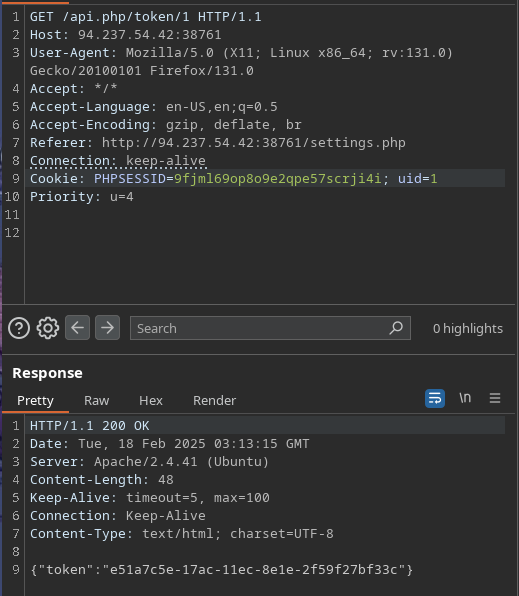 1 GET /api.php/token/1 HTTP/1.1
2 Host: 94.237.54.42:38761
3 User-Agent: Mozilla/5.0 (X11; Linux x86_64; rv:131.0)
Gecko/20100101 Firefox/131.0
4 Accept: */*
5 Accept-Language: en-US,en;q=0.5
6 Accept-Encoding: gzip, deflate, br
7 Referer: http://94.237.54.42:38761/settings.php
8 Connection: keep-alive
9 Cookie: PHPSESSID=9fjml69op8o9e2qpe57scrji4i; uid=1
10 Priority: u=4
11
12
Search 0 highlights
Response
Pretty Raw Hex Render \n
1 HTTP/1.1 200 OK
2 Date: Tue, 18 Feb 2025 03:13:15 GMT
3 Server: Apache/2.4.41 (Ubuntu)
4 Content-Length: 48
5 Keep-Alive: timeout=5, max=100
6 Connection: Keep-Alive
7 Content-Type: text/html; charset=UTF-8
8
9 {"token":"e51a7c5e-17ac-11ec-8e1e-2f59f27bf33c"}